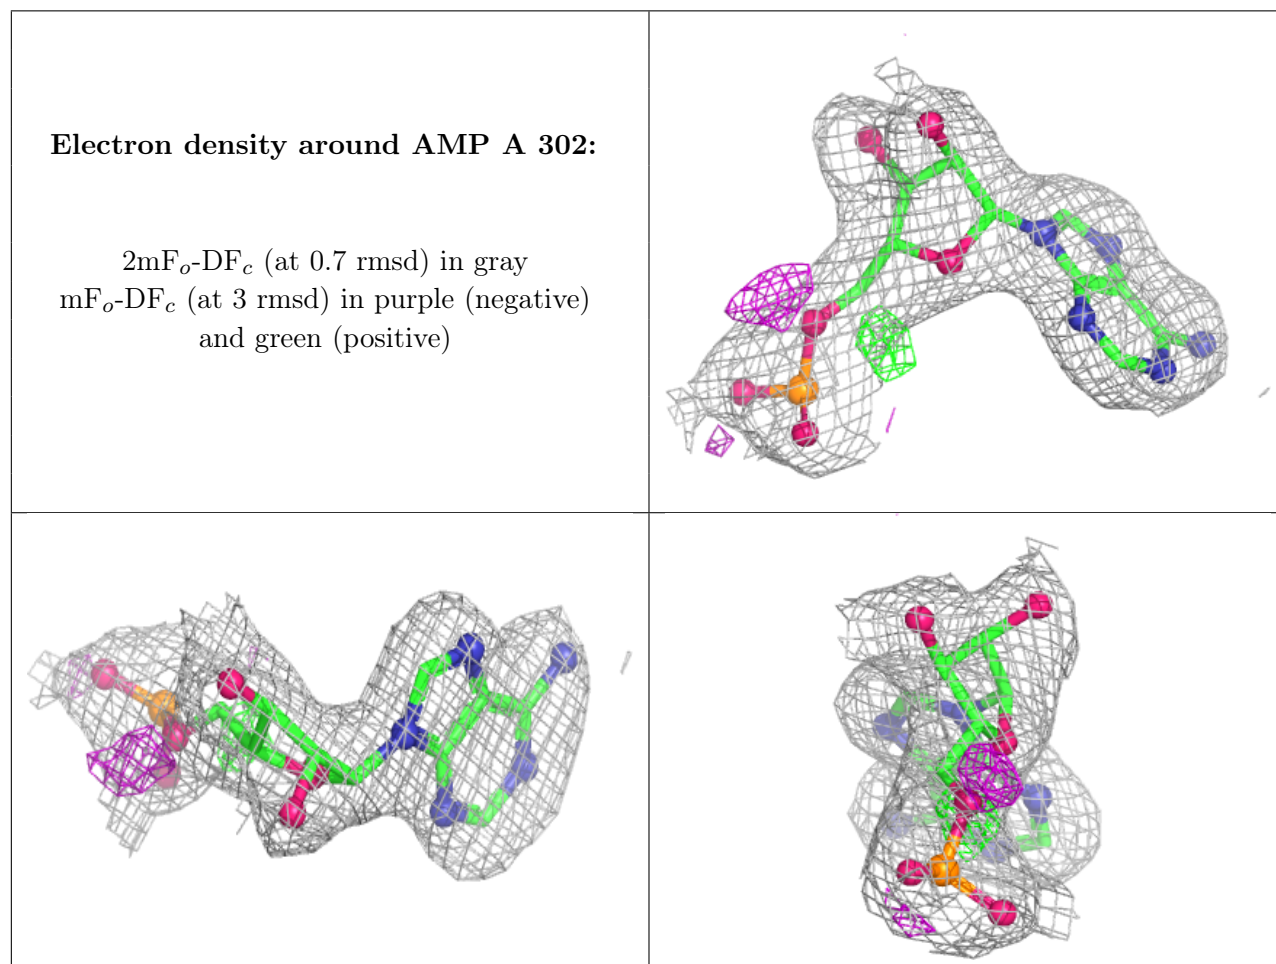 Electron density around AMP A 302:
2mFo-DFc (at 0.7 rmsd) in gray
mFo-DFc (at 3 rmsd) in purple (negative)
and green (positive)